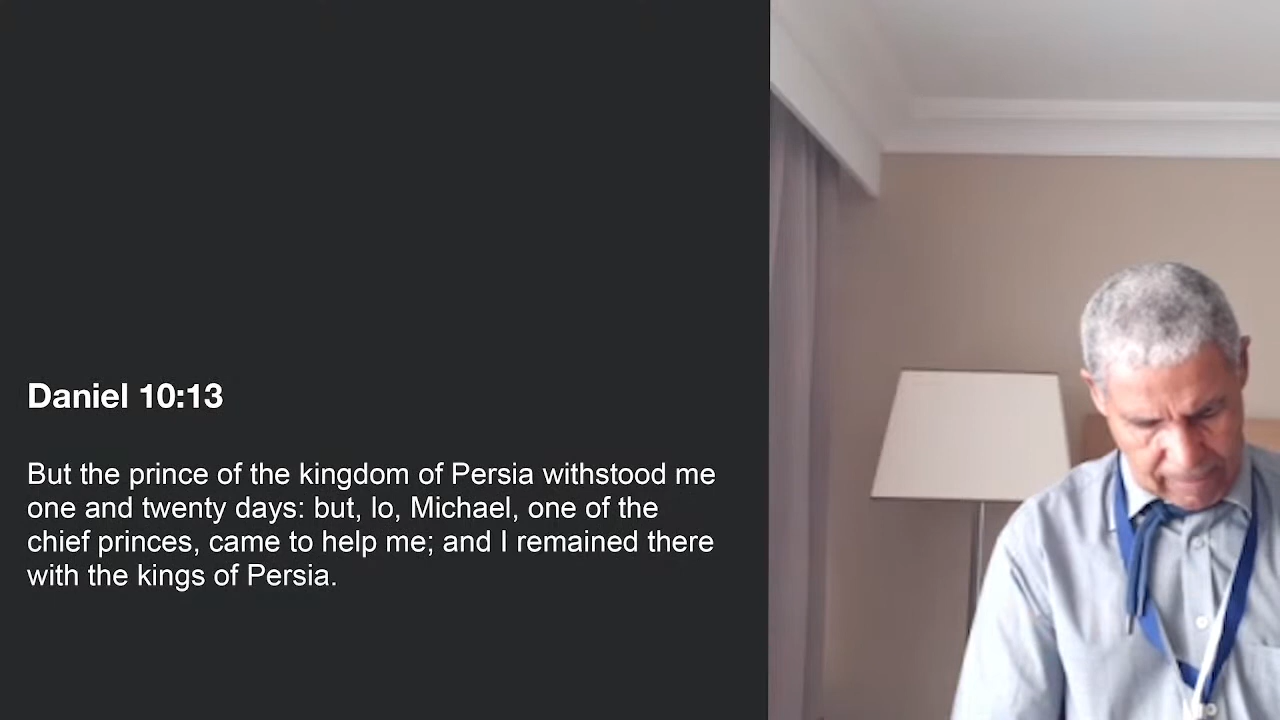 Daniel 10:13
But the prince of the kingdom of Persia withstood me
one and twenty days: but, lo, Michael, one of the
chief princes, came to help me; and I remained there
with the kings of Persia.